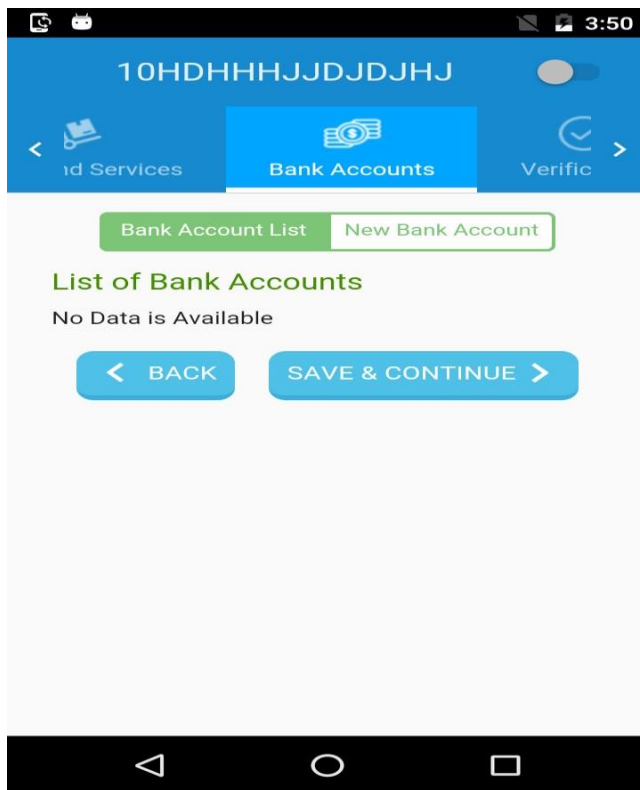 3:50
10HDHHHJJDJDJHJ
nd Services
Bank Accounts
Verific
Bank Account List
New Bank Account
List of Bank Accounts
No Data is Available
BACK
SAVE & CONTINUE